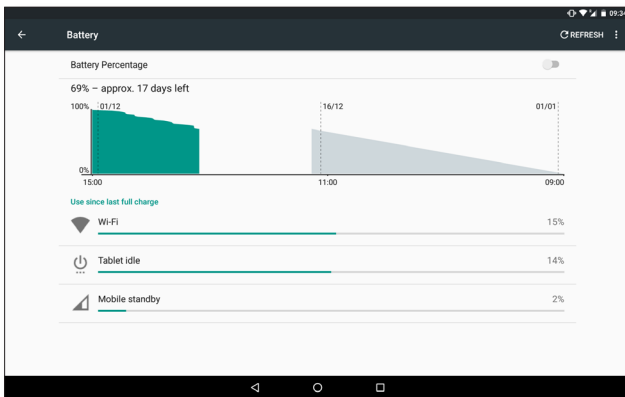 09:34
Battery
REFRESH
Battery Percentage
69% – approx. 17 days left
100%
01/12
16/12
01/01
0%
15:00
11:00
09:00
Use since last full charge
Wi-Fi
15%
Tablet idle
14%
Mobile standby
2%